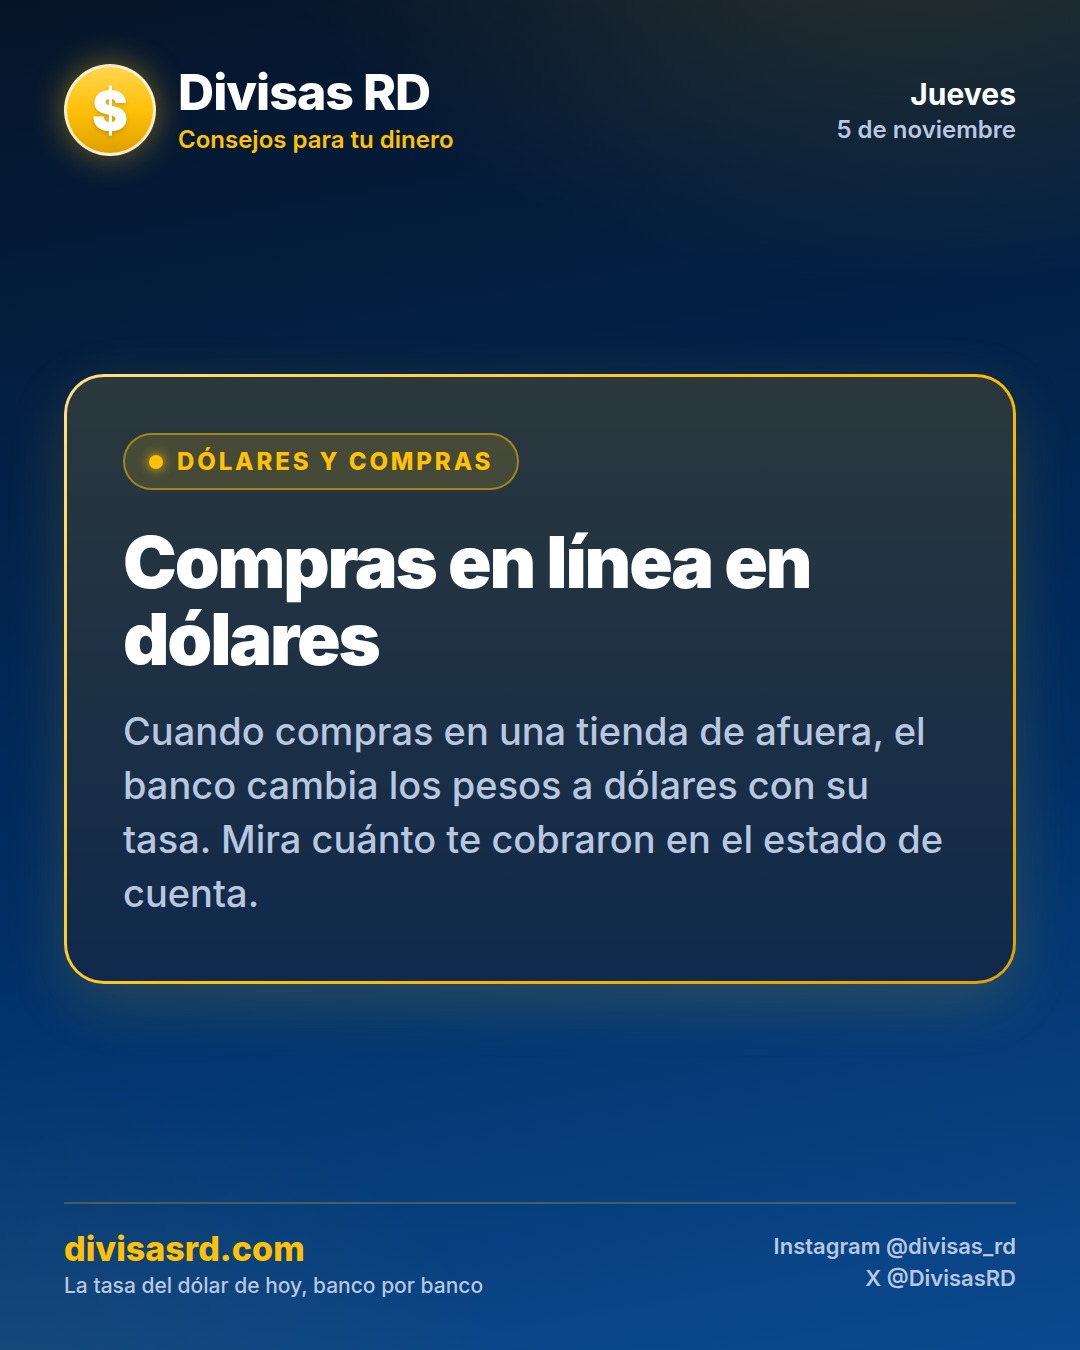 $
Divisas RD
Consejos para tu dinero
Jueves
5 de noviembre
DÓLARES Y COMPRAS
Compras en línea en
dólares
Cuando compras en una tienda de afuera, el
banco cambia los pesos a dólares con su
tasa. Mira cuánto te cobraron en el estado de
cuenta.
divisasrd.com
La tasa del dólar de hoy, banco por banco
Instagram @divisas_rd
X @DivisasRD